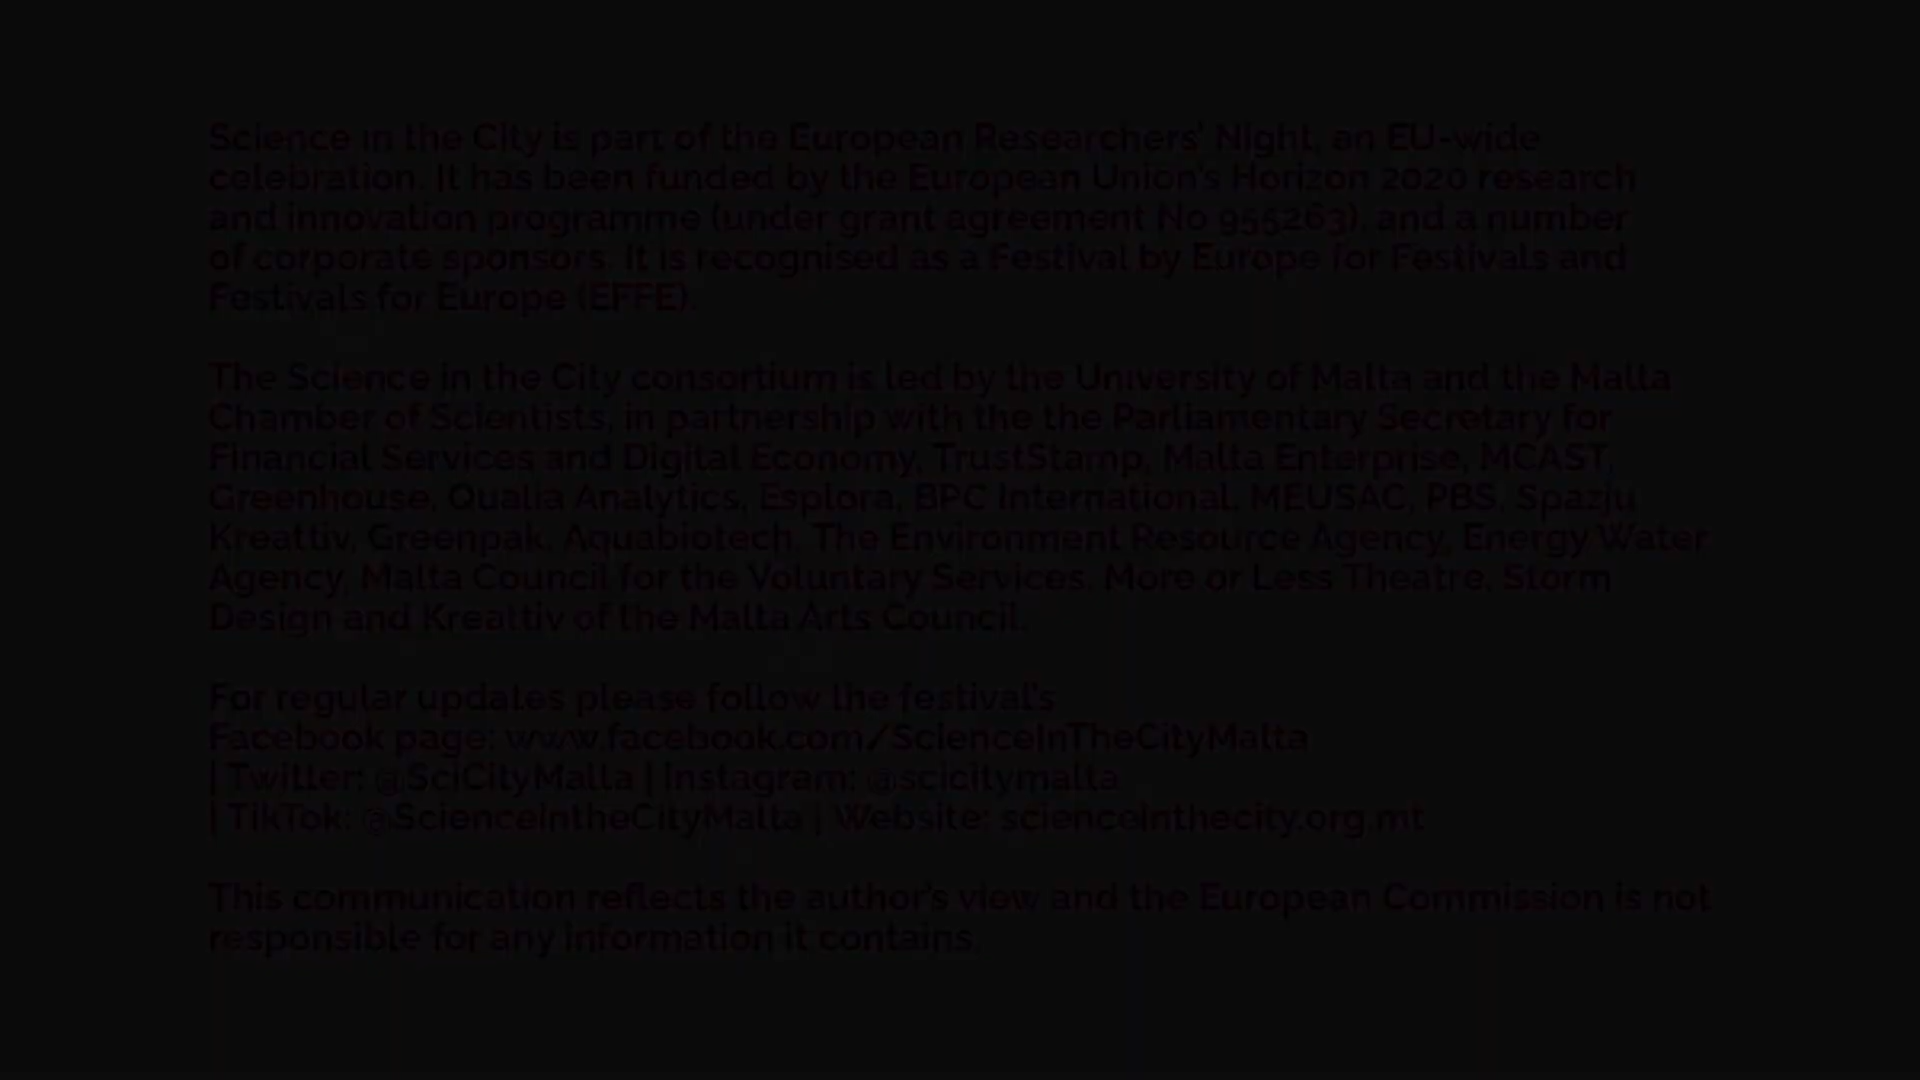 Science in the City is part of the European Researchers' Night, an EU-wide
celebration. It has been funded by the European Union's Horizon 2020 research
and innovation programme (under grant agreement No 955263), and a number
of corporate sponsors. It is recognised as a Festival by Europe for Festivals and
Festivals for Europe (EFFE).
The Science in the City consortium is led by the University of Malta and the Malta
Chamber of Scientists, in partnership with the the Parliamentary Secretary for
Financial Services and Digital Economy, TrustStamp, Malta Enterprise, MCAST,
Greenhouse, Qualia Analytics, Esplora, BPC International, MEUSAC, PBS, Spazju
Kreattiv, Greenpak, Aquabiotech, The Environment Resource Agency, Energy Water
Agency, Malta Council for the Voluntary Services, More or Less Theatre, Storm
Design and Kreattiv of the Malta Arts Council.
For regular updates please follow the festival's
Facebook page: www.facebook.com/ScienceInTheCityMalta
| Twitter: @SciCityMalta | Instagram: @scicitymalta
| TikTok: @ScienceintheCityMalta | Website: scienceinthecity.org.mt
This communication reflects the author's view and the European Commission is not
responsible for any information it contains.